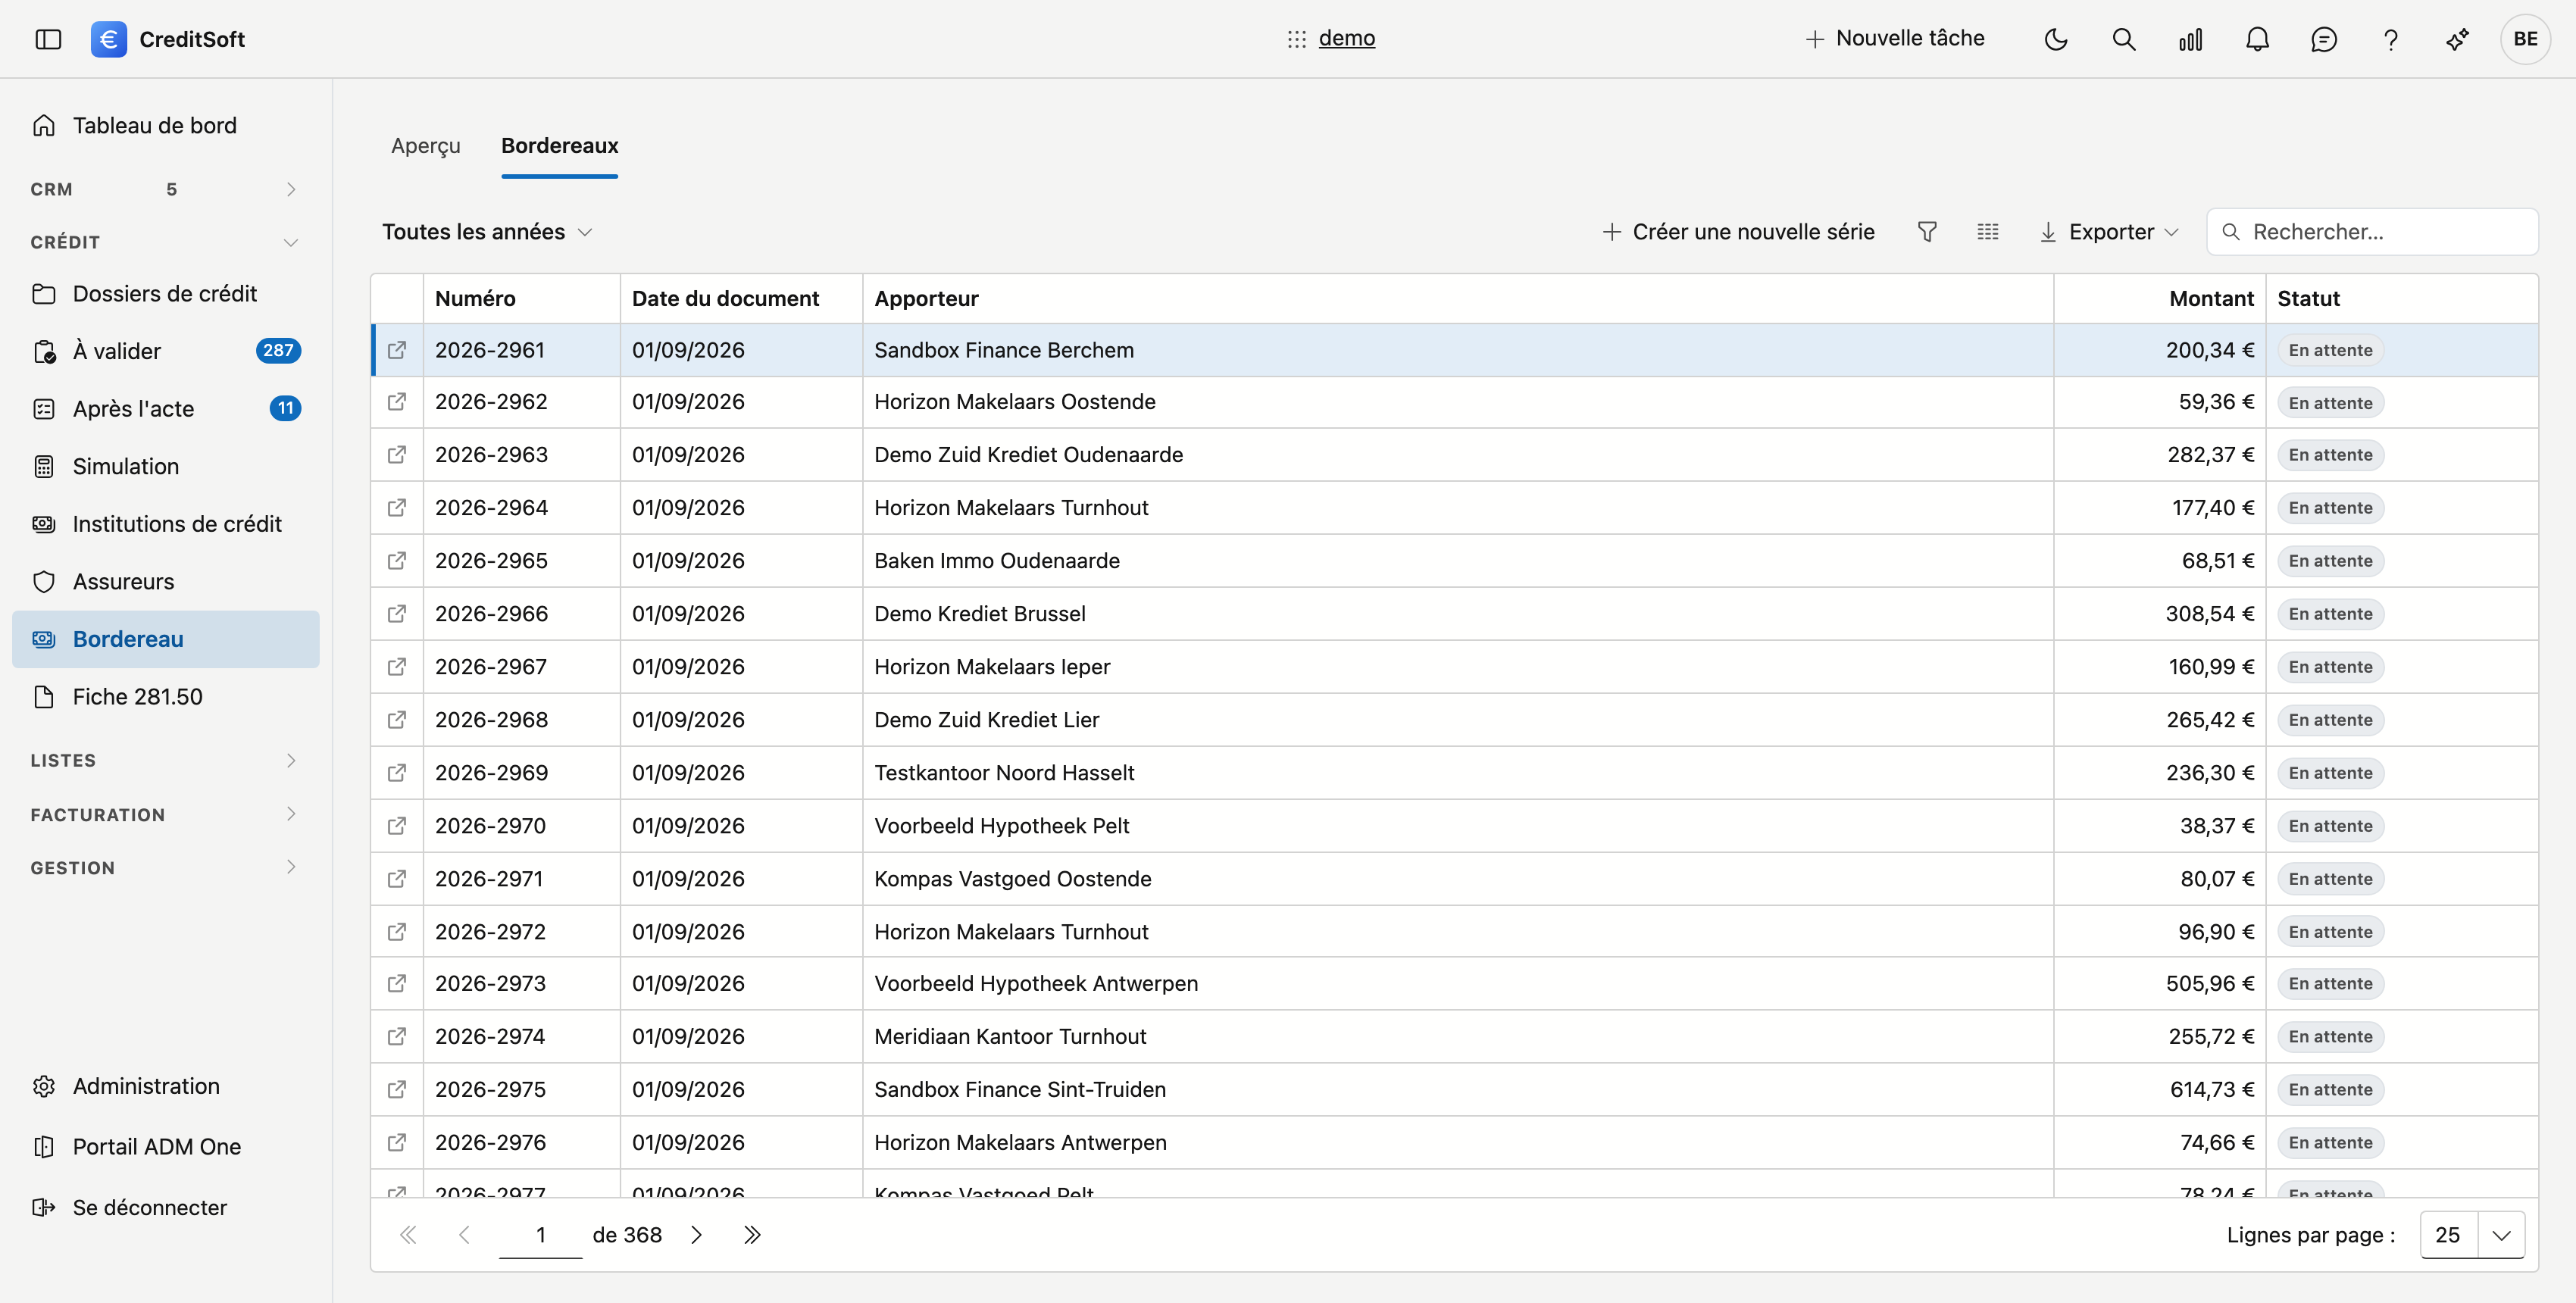 CreditSoft
demo
Nouvelle tâche
BE
Tableau de bord
CRM 5
CRÉDIT
Dossiers de crédit
À valider 287
Après l'acte 11
Simulation
Institutions de crédit
Assureurs
Bordereau
Fiche 281.50
LISTES
FACTURATION
GESTION
Administration
Portail ADM One
Se déconnecter
Aperçu Bordereaux
Toutes les années
Créer une nouvelle série
Exporter
Rechercher...
Numéro Date du document Apporteur Montant Statut
2026-2961 01/09/2026 Sandbox Finance Berchem 200,34 € En attente
2026-2962 01/09/2026 Horizon Makelaars Oostende 59,36 € En attente
2026-2963 01/09/2026 Demo Zuid Krediet Oudenaarde 282,37 € En attente
2026-2964 01/09/2026 Horizon Makelaars Turnhout 177,40 € En attente
2026-2965 01/09/2026 Baken Immo Oudenaarde 68,51 € En attente
2026-2966 01/09/2026 Demo Krediet Brussel 308,54 € En attente
2026-2967 01/09/2026 Horizon Makelaars Ieper 160,99 € En attente
2026-2968 01/09/2026 Demo Zuid Krediet Lier 265,42 € En attente
2026-2969 01/09/2026 Testkantoor Noord Hasselt 236,30 € En attente
2026-2970 01/09/2026 Voorbeeld Hypotheek Pelt 38,37 € En attente
2026-2971 01/09/2026 Kompas Vastgoed Oostende 80,07 € En attente
2026-2972 01/09/2026 Horizon Makelaars Turnhout 96,90 € En attente
2026-2973 01/09/2026 Voorbeeld Hypotheek Antwerpen 505,96 € En attente
2026-2974 01/09/2026 Meridiaan Kantoor Turnhout 255,72 € En attente
2026-2975 01/09/2026 Sandbox Finance Sint-Truiden 614,73 € En attente
2026-2976 01/09/2026 Horizon Makelaars Antwerpen 74,66 € En attente
2026-2977 01/09/2026 Kompas Vastgoed Pelt 78,24 € En attente
1 de 368
Lignes par page : 25